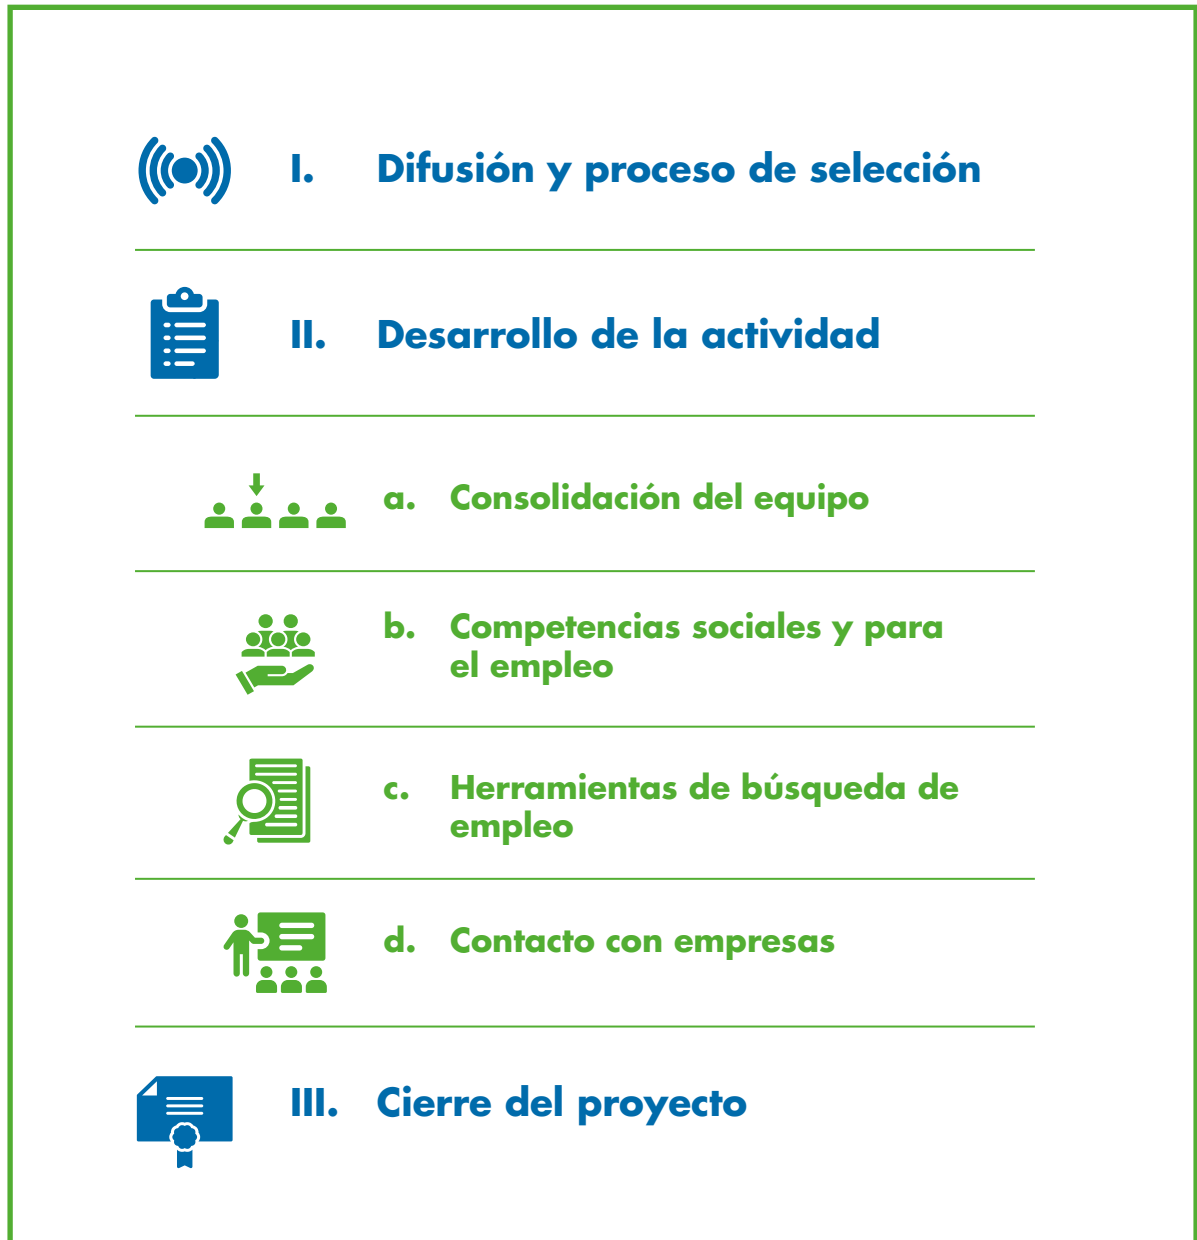 I. Difusión y proceso de selección
II. Desarrollo de la actividad
a. Consolidación del equipo
b. Competencias sociales y para
el empleo
c. Herramientas de búsqueda de
empleo
d. Contacto con empresas
III. Cierre del proyecto